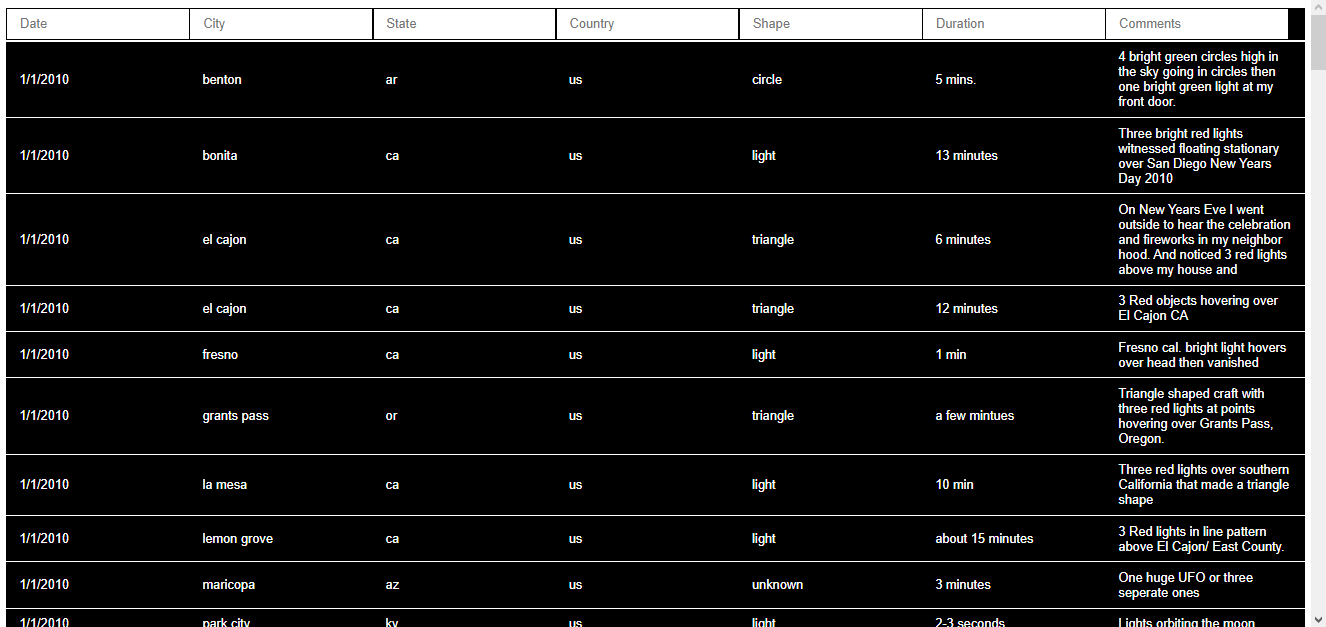 Date City State Country Shape Duration Comments
1/1/2010 benton ar us circle 5 mins. 4 bright green circles high in
the sky going in circles then
one bright green light at my
front door.
1/1/2010 bonita ca us light 13 minutes Three bright red lights
witnessed floating stationary
over San Diego New Years
Day 2010
1/1/2010 el cajon ca us triangle 6 minutes On New Years Eve I went
outside to hear the celebration
and fireworks in my neighbor
hood. And noticed 3 red lights
above my house and
1/1/2010 el cajon ca us triangle 12 minutes 3 Red objects hovering over
El Cajon CA
1/1/2010 fresno ca us light 1 min Fresno cal. bright light hovers
over head then vanished
1/1/2010 grants pass or us triangle a few mintues Triangle shaped craft with
three red lights at points
hovering over Grants Pass,
Oregon.
1/1/2010 la mesa ca us light 10 min Three red lights over southern
California that made a triangle
shape
1/1/2010 lemon grove ca us light about 15 minutes 3 Red lights in line pattern
above El Cajon/ East County.
1/1/2010 maricopa az us unknown 3 minutes One huge UFO or three
seperate ones
1/1/2010 park city ky us light 2-3 seconds Lights orbiting the moon